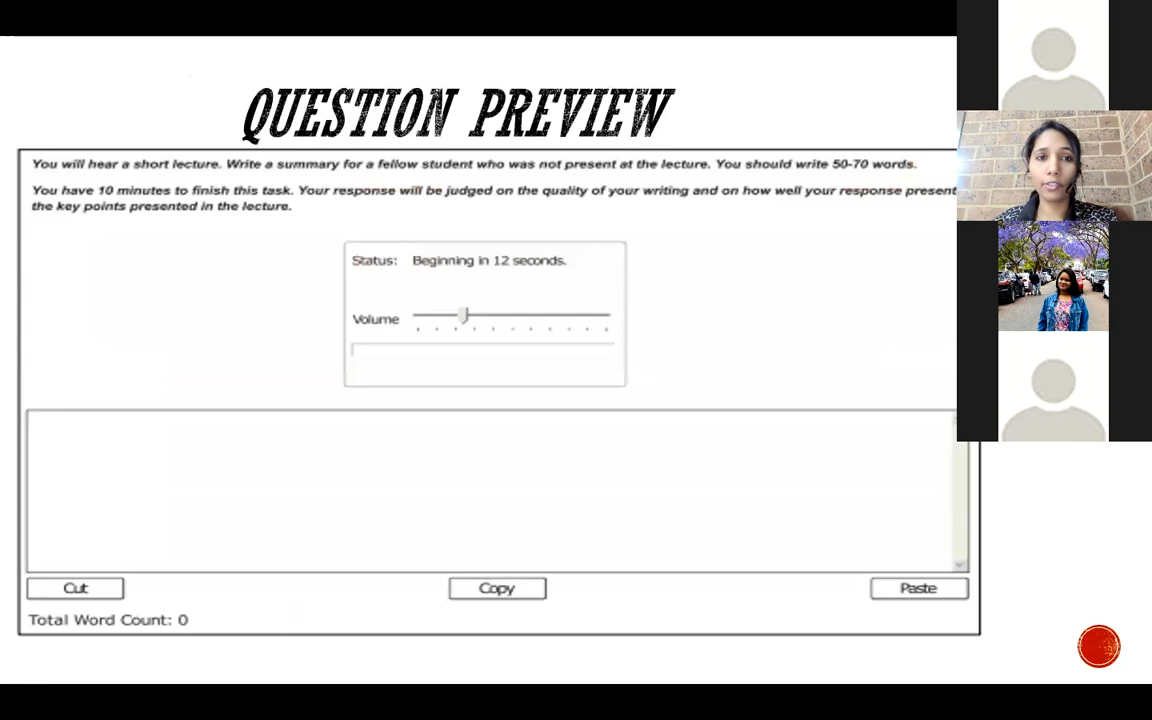 QUESTION PREVIEW
You will hear a short lecture. Write a summary for a fellow student who was not present at the lecture. You should write 50-70 words.
You have 10 minutes to finish this task. Your response will be judged on the quality of your writing and on how well your response present
the key points presented in the lecture.
Status: Beginning in 12 seconds.
Volume
Cut Copy Paste
Total Word Count: 0